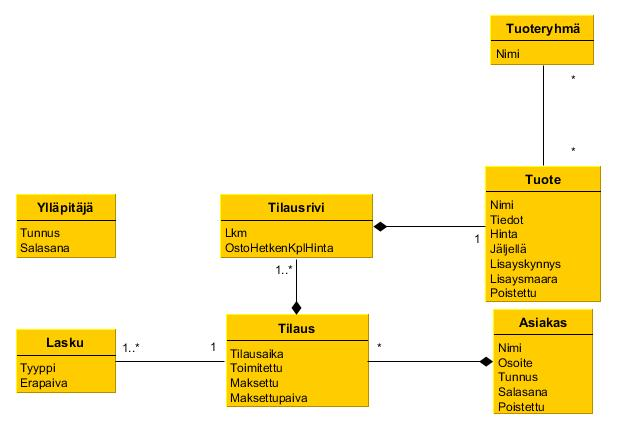 Tuoteryhmä
Nimi
*
*
Tuote
Nimi
Tiedot
Hinta
Jäljellä
Lisayskynnys
Lisaysmaara
Poistettu
Ylläpitäjä
Tunnus
Salasana
Tilausrivi
Lkm
OstoHetkenKplHinta
1
1..*
Tilaus
Tilausaika
Toimitettu
Maksettu
Maksettupaiva
Lasku
Tyyppi
Erapaiva
1..*
1
*
Asiakas
Nimi
Osoite
Tunnus
Salasana
Poistettu